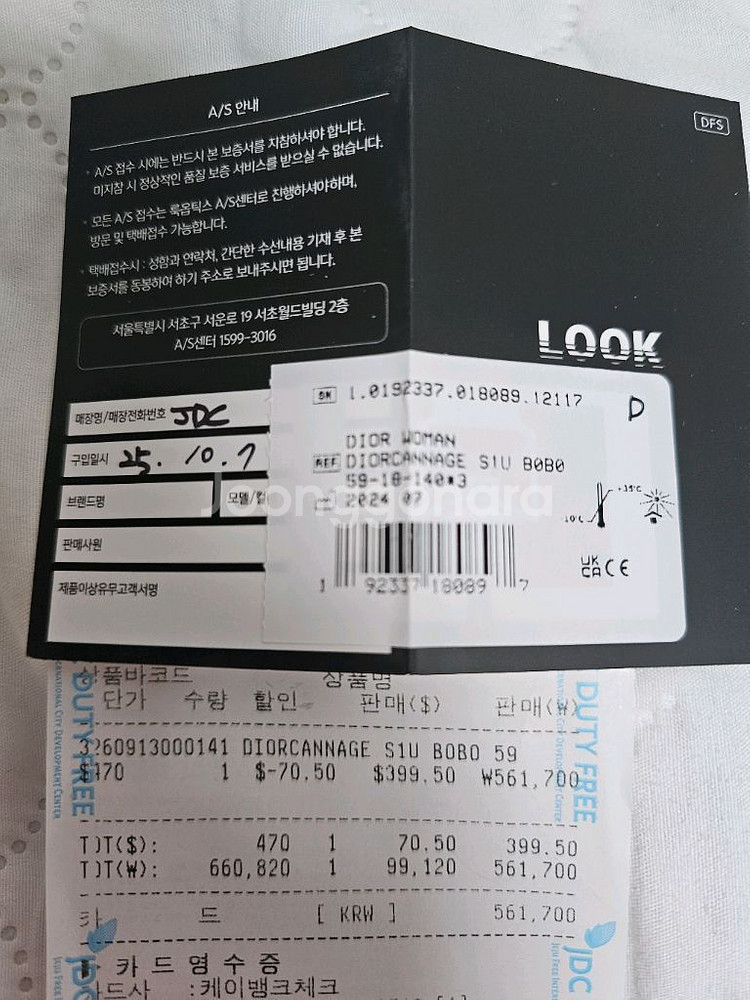 A/S 안내
· A/S 접수 시에는 반드시 본 보증서를 지참하셔야 합니다.
미지참 시 정상적인 품질 보증 서비스를 받으실 수 없습니다.
· 모든 A/S 접수는 룩옵틱스 A/S센터로 진행하셔야하며,
방문 및 택배접수 가능합니다.
· 택배접수시 : 성함과 연락처, 간단한 수선내용 기재 후 본
보증서를 동봉하여 하기 주소로 보내주시면 됩니다.
서울특별시 서초구 서운로 19 서초월드빌딩 2층
A/S센터 1599-3016
DFS
LOOK
매장명/매장전화번호 JDC
구입일시 25. 10. 7
브랜드명
모델/컬
판매사원
제품이상유무고객서명
SN 1.0192337.018089.12117
D
DIOR WOMAN
REF DIORCANNAGE S1U B0B0
59-18-140*3
2024 07
+35°C
UK CA CE
1 92337 18089 7
Joonggonara
상품바코드 상품명
단가 수량 할인 판매($) 판매(₩)
3260913000141 DIORCANNAGE S1U BOBO 59
$470 1 $-70.50 $399.50 ₩561,700
TOT($): 470 1 70.50 399.50
TOT(₩): 660,820 1 99,120 561,700
카 드 [ KRW ] 561,700
카 드 영 수 증
카드사 :케이뱅크체크
DUTY FREE
DUTY FREE
JDC
JDC